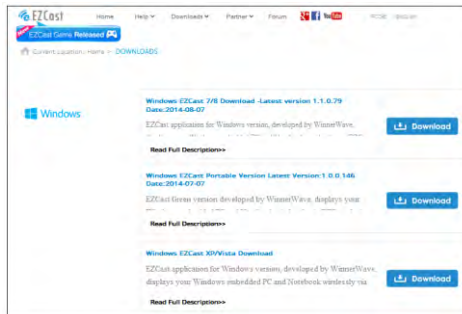 EZCast
Home Help Downloads Partner Forum YouTube
EZCast Game Released
Current Location: Home > DOWNLOADS
Windows
Windows EZCast 7/8 Download -Latest version 1.1.0.79
Date:2014-08-07
EZCast application for Windows version, developed by WinnerWave,
Download
Read Full Description>>
Windows EZCast Portable Version Latest Version:1.0.0.146
Date:2014-07-07
EZCast Gorus version developed by WinnerWave, displays your
Download
Read Full Description>>
Windows EZCast XP/Vista Download
EZCast application for Windows version, developed by WinnerWave,
displays your Windows embedded PC and Notebook wirelessly via
Download
Read Full Description>>